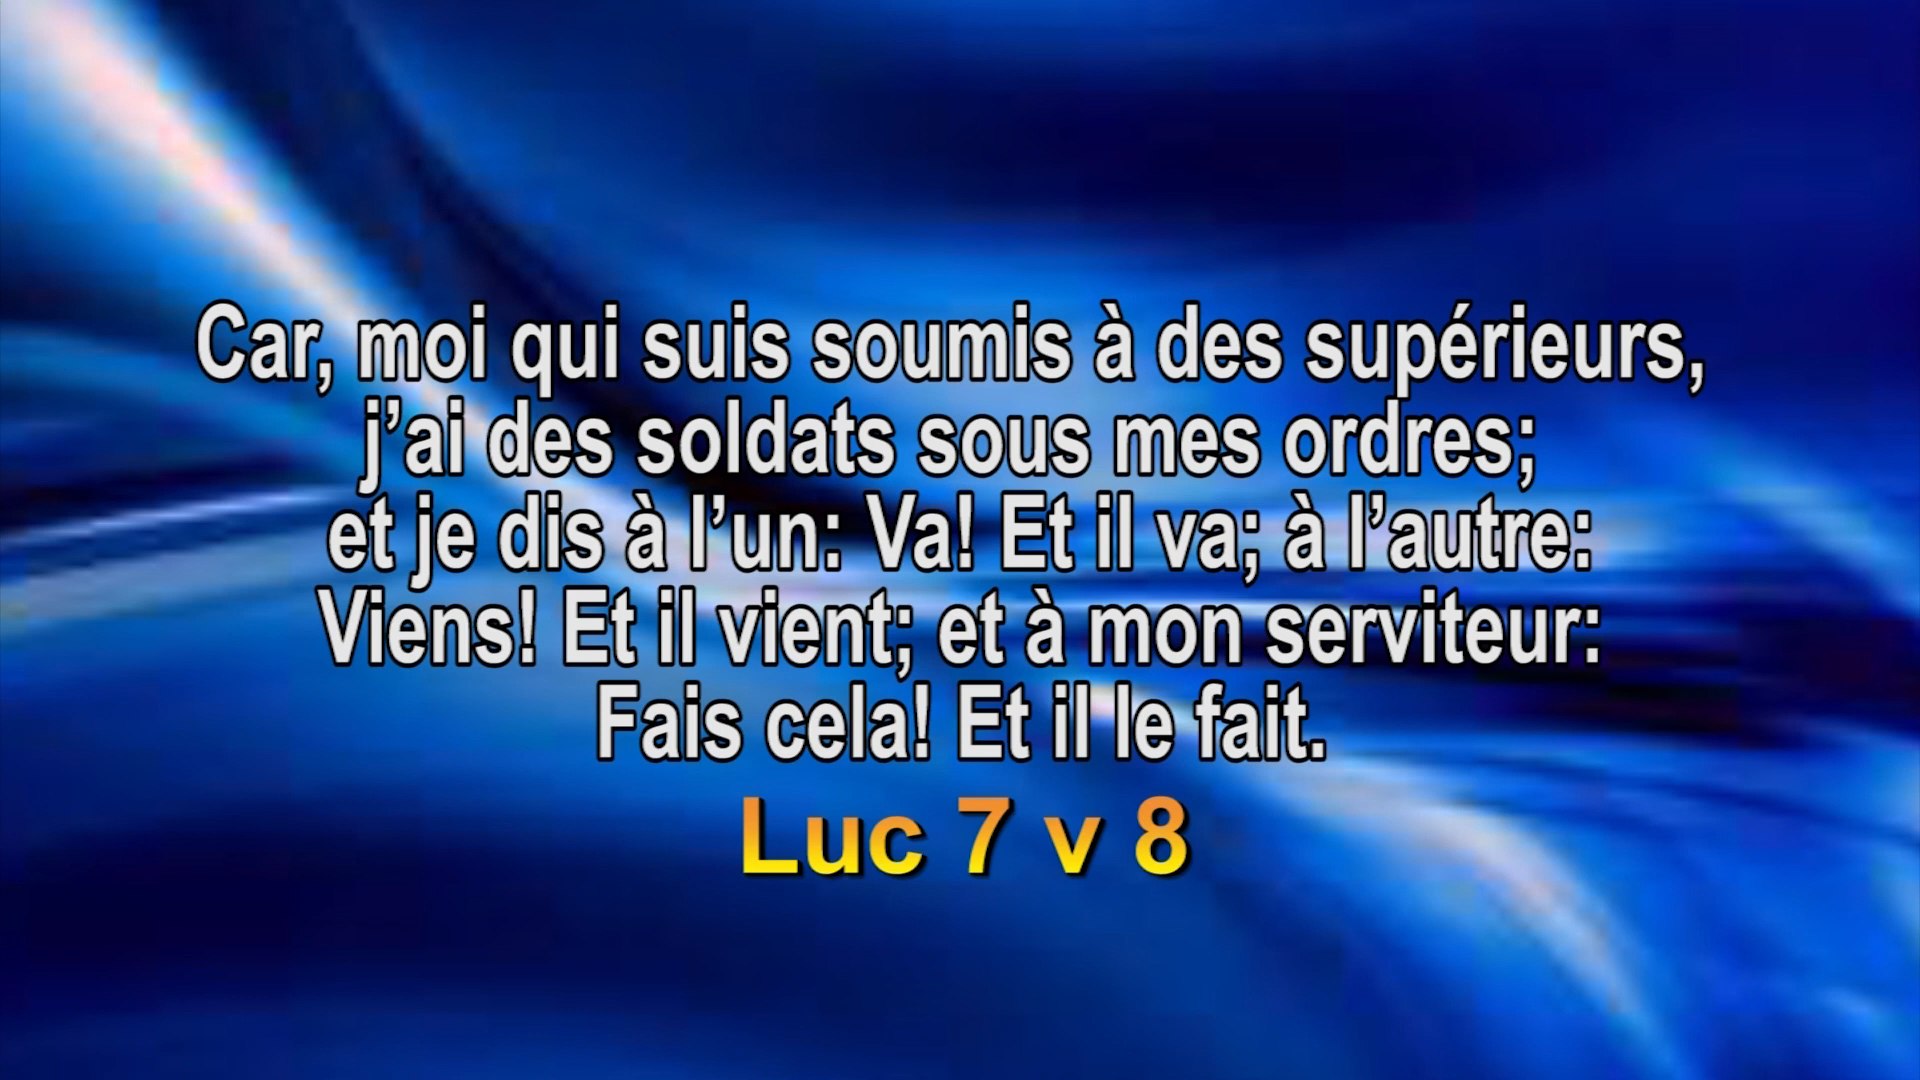 Car, moi qui suis soumis à des supérieurs,
j’ai des soldats sous mes ordres;
et je dis à l’un: Va! Et il va; à l’autre:
Viens! Et il vient; et à mon serviteur:
Fais cela! Et il le fait.
Luc 7 v 8